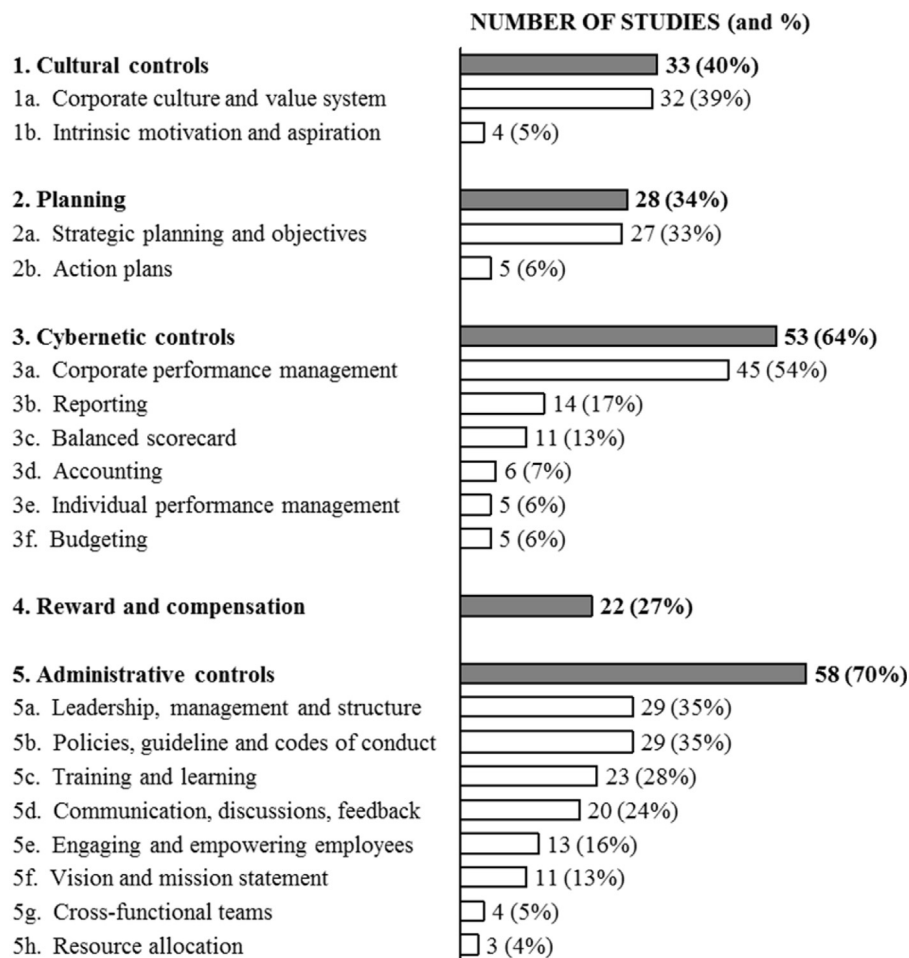 NUMBER OF STUDIES (and %)
1. Cultural controls 33 (40%)
1a. Corporate culture and value system 32 (39%)
1b. Intrinsic motivation and aspiration 4 (5%)
2. Planning 28 (34%)
2a. Strategic planning and objectives 27 (33%)
2b. Action plans 5 (6%)
3. Cybernetic controls 53 (64%)
3a. Corporate performance management 45 (54%)
3b. Reporting 14 (17%)
3c. Balanced scorecard 11 (13%)
3d. Accounting 6 (7%)
3e. Individual performance management 5 (6%)
3f. Budgeting 5 (6%)
4. Reward and compensation 22 (27%)
5. Administrative controls 58 (70%)
5a. Leadership, management and structure 29 (35%)
5b. Policies, guideline and codes of conduct 29 (35%)
5c. Training and learning 23 (28%)
5d. Communication, discussions, feedback 20 (24%)
5e. Engaging and empowering employees 13 (16%)
5f. Vision and mission statement 11 (13%)
5g. Cross-functional teams 4 (5%)
5h. Resource allocation 3 (4%)